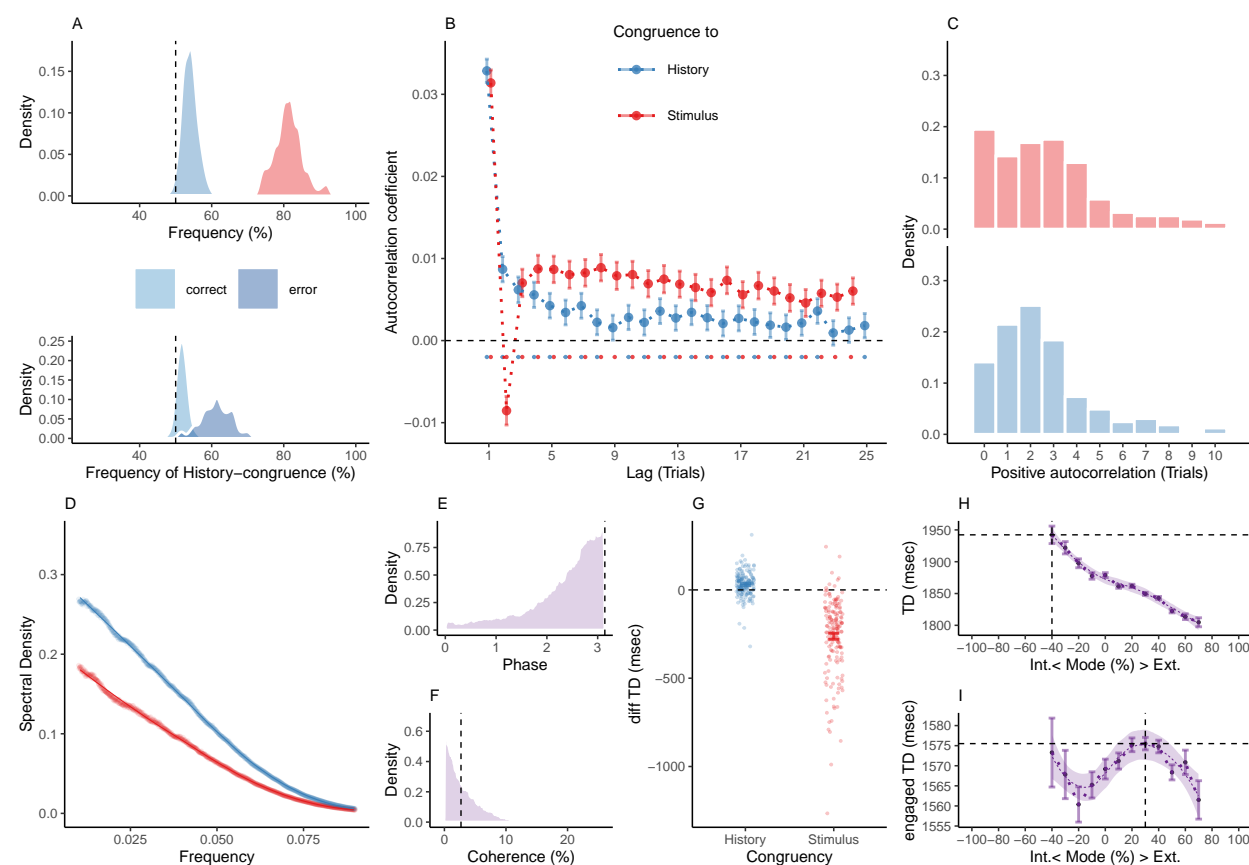 A
0.15
0.10
0.05
0.00
Density
40 60 80 100
Frequency (%)
correct error
0.25
0.20
0.15
0.10
0.05
0.00
Density
40 60 80 100
Frequency of History−congruence (%)
B
Congruence to
History
Stimulus
0.03
0.02
0.01
0.00
−0.01
Autocorrelation coefficient
1 5 9 13 17 21 25
Lag (Trials)
C
0.3
0.2
0.1
0.0
Density
0.3
0.2
0.1
0.0
0 1 2 3 4 5 6 7 8 9 10
Positive autocorrelation (Trials)
D
0.3
0.2
0.1
0.0
Spectral Density
0.025 0.050 0.075
Frequency
E
0.75
0.50
0.25
0.00
Density
0 1 2 3
Phase
F
0.6
0.4
0.2
0.0
Density
0 10 20
Coherence (%)
G
0
−500
−1000
diff TD (msec)
History Stimulus
Congruency
H
1950
1900
1850
1800
TD (msec)
−100 −80 −60 −40 −20 0 20 40 60 80 100
Int.< Mode (%) > Ext.
I
1580
1575
1570
1565
1560
1555
engaged TD (msec)
−100 −80 −60 −40 −20 0 20 40 60 80 100
Int.< Mode (%) > Ext.